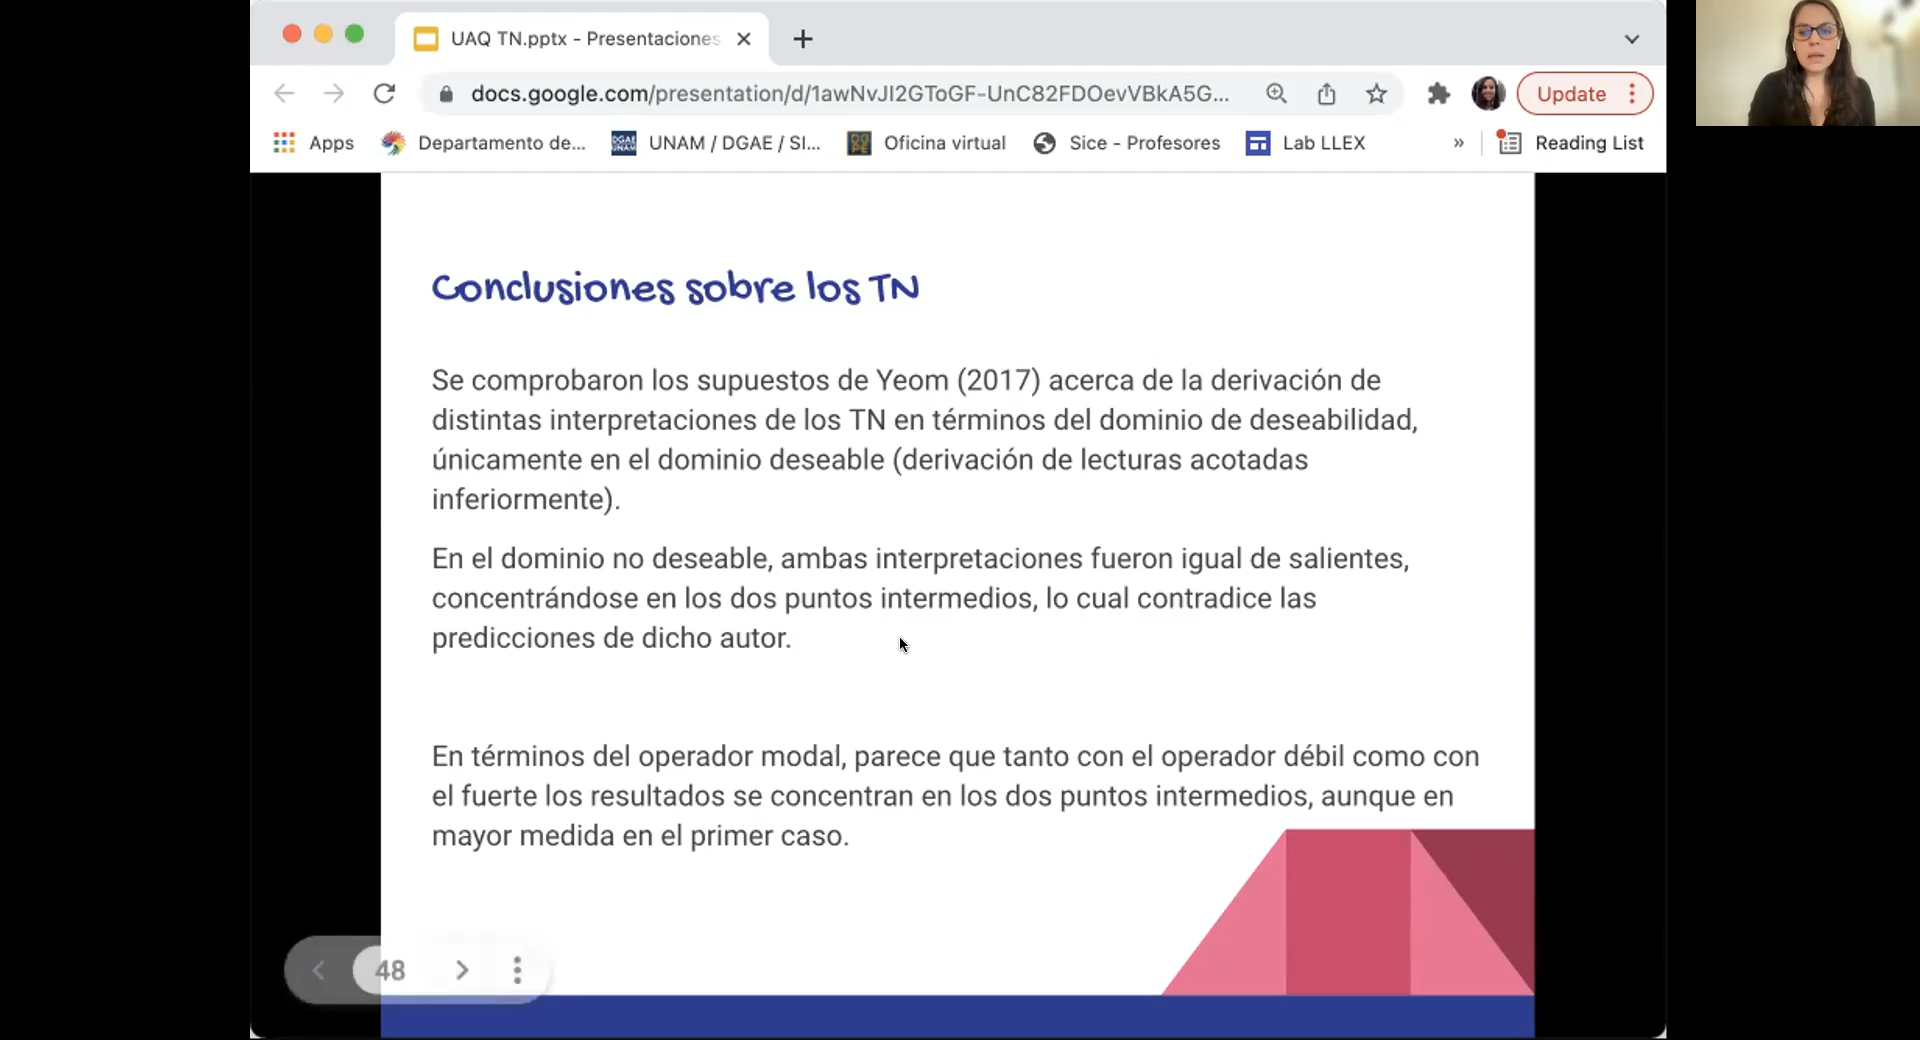 UAQ TN.pptx - Presentaciones
docs.google.com/presentation/d/1awNvJI2GToGF-UnC82FDOevVBkA5G...
Update
Apps
Departamento de...
DGAE UNAM
UNAM / DGAE / SI...
Oficina virtual
Sice - Profesores
Lab LLEX
»
Reading List
Conclusiones sobre los TN
Se comprobaron los supuestos de Yeom (2017) acerca de la derivación de
distintas interpretaciones de los TN en términos del dominio de deseabilidad,
únicamente en el dominio deseable (derivación de lecturas acotadas
inferiormente).
En el dominio no deseable, ambas interpretaciones fueron igual de salientes,
concentrándose en los dos puntos intermedios, lo cual contradice las
predicciones de dicho autor.
En términos del operador modal, parece que tanto con el operador débil como con
el fuerte los resultados se concentran en los dos puntos intermedios, aunque en
mayor medida en el primer caso.
48